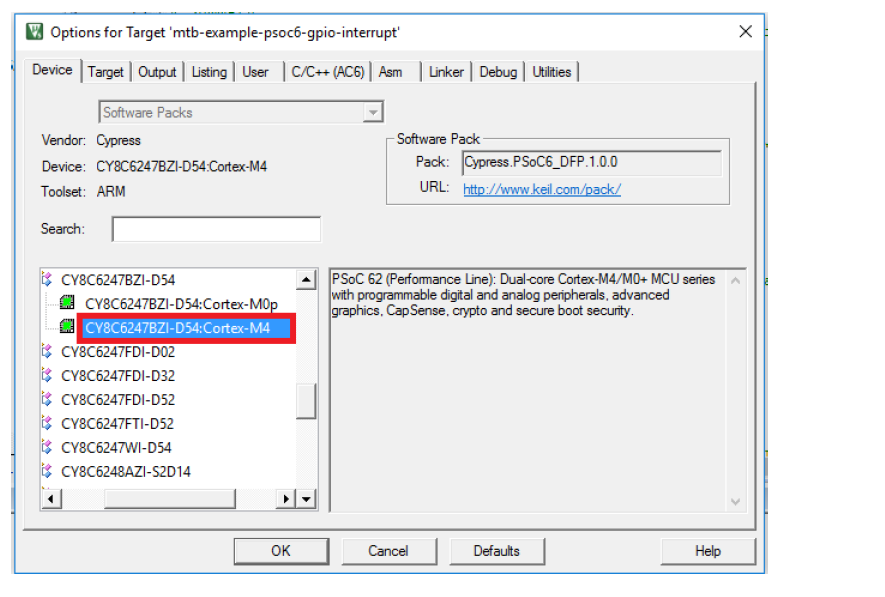 Options for Target 'mtb-example-psoc6-gpio-interrupt'
Device Target Output Listing User C/C++ (AC6) Asm Linker Debug Utilities
Software Packs
Software Pack
Vendor: Cypress
Device: CY8C6247BZI-D54:Cortex-M4
Toolset: ARM
Pack: Cypress.PSoC6_DFP.1.0.0
URL: http://www.keil.com/pack/
Search:
CY8C6247BZI-D54
CY8C6247BZI-D54:Cortex-M0p
CY8C6247BZI-D54:Cortex-M4
CY8C6247FDI-D02
CY8C6247FDI-D32
CY8C6247FDI-D52
CY8C6247FTI-D52
CY8C6247WI-D54
CY8C6248AZI-S2D14
PSoC 62 (Performance Line): Dual-core Cortex-M4/M0+ MCU series
with programmable digital and analog peripherals, advanced
graphics, CapSense, crypto and secure boot security.
OK Cancel Defaults Help